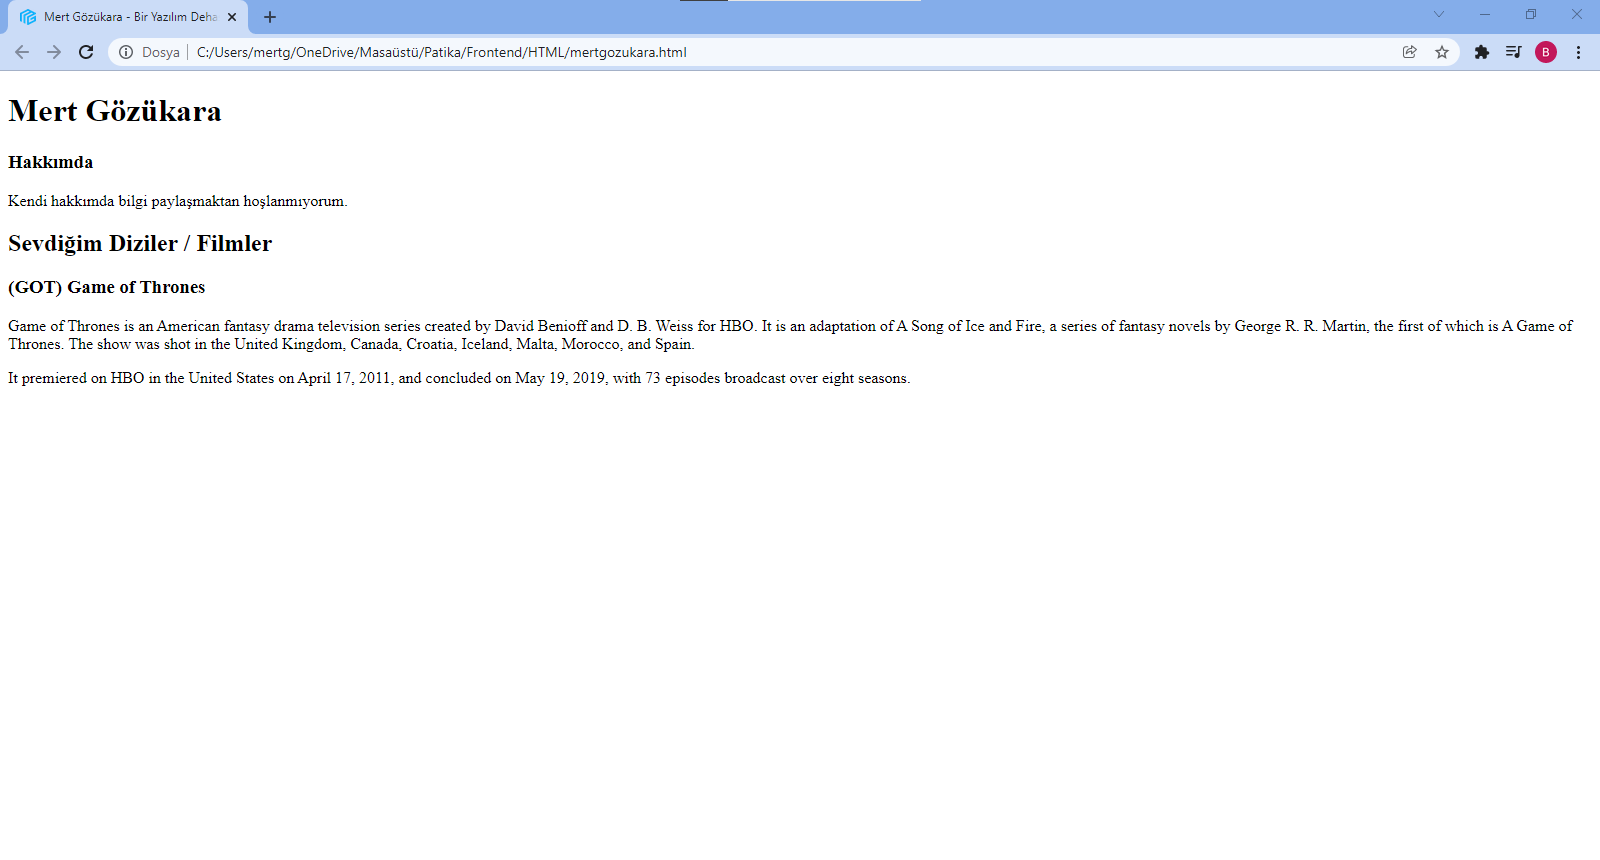 Mert Gözükara - Bir Yazılım Deha
Dosya
C:/Users/mertg/OneDrive/Masaüstü/Patika/Frontend/HTML/mertgozukara.html
B
Mert Gözükara
Hakkımda
Kendi hakkımda bilgi paylaşmaktan hoşlanmıyorum.
Sevdiğim Diziler / Filmler
(GOT) Game of Thrones
Game of Thrones is an American fantasy drama television series created by David Benioff and D. B. Weiss for HBO. It is an adaptation of A Song of Ice and Fire, a series of fantasy novels by George R. R. Martin, the first of which is A Game of
Thrones. The show was shot in the United Kingdom, Canada, Croatia, Iceland, Malta, Morocco, and Spain.
It premiered on HBO in the United States on April 17, 2011, and concluded on May 19, 2019, with 73 episodes broadcast over eight seasons.